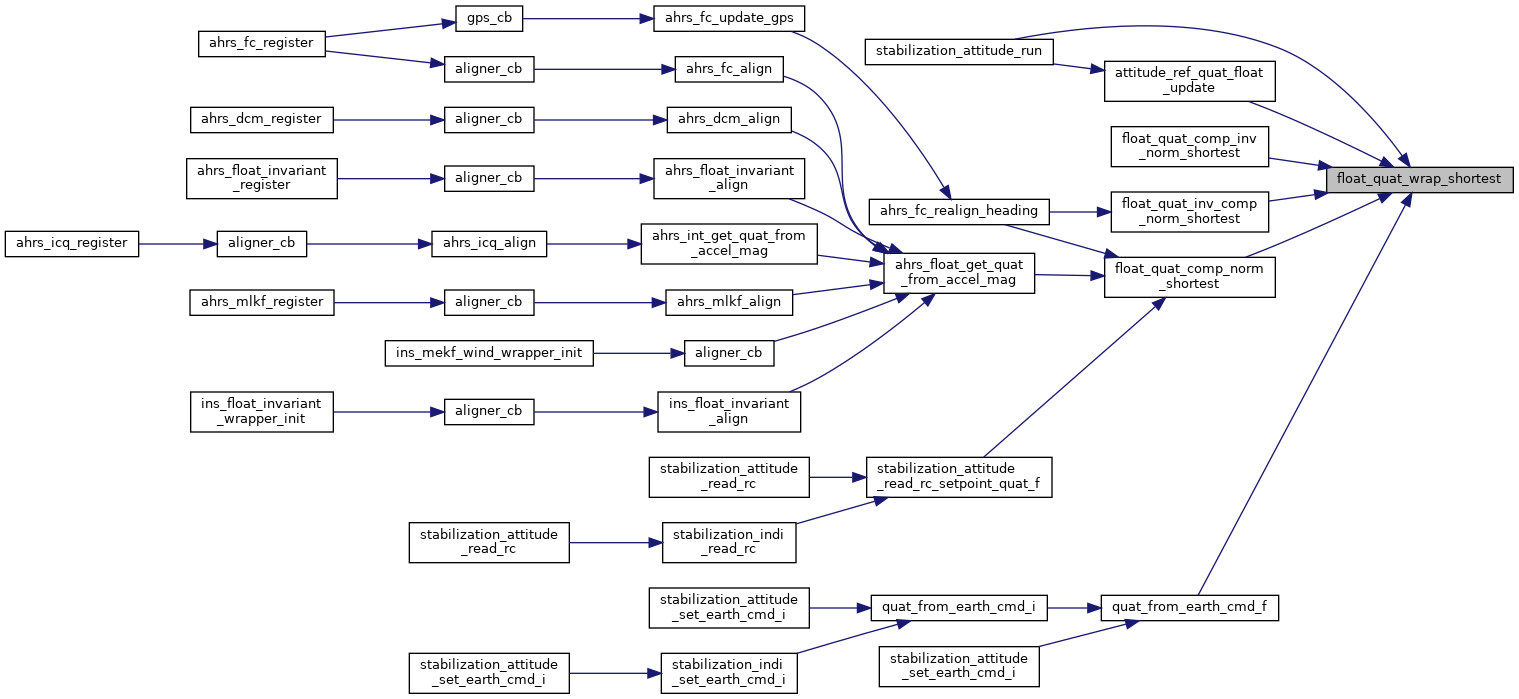 gps_cb
ahrs_fc_update_gps
ahrs_fc_register
stabilization_attitude_run
aligner_cb
ahrs_fc_align
attitude_ref_quat_float
_update
ahrs_dcm_register
aligner_cb
ahrs_dcm_align
float_quat_comp_inv
_norm_shortest
ahrs_float_invariant
_register
aligner_cb
ahrs_float_invariant
_align
float_quat_wrap_shortest
ahrs_fc_realign_heading
float_quat_inv_comp
_norm_shortest
ahrs_icq_register
aligner_cb
ahrs_icq_align
ahrs_int_get_quat_from
_accel_mag
ahrs_float_get_quat
_from_accel_mag
float_quat_comp_norm
_shortest
ahrs_mlkf_register
aligner_cb
ahrs_mlkf_align
ins_mekf_wind_wrapper_init
aligner_cb
ins_float_invariant
_wrapper_init
aligner_cb
ins_float_invariant
_align
stabilization_attitude
_read_rc
stabilization_attitude
_read_rc_setpoint_quat_f
stabilization_attitude
_read_rc
stabilization_indi
_read_rc
stabilization_attitude
_set_earth_cmd_i
quat_from_earth_cmd_i
quat_from_earth_cmd_f
stabilization_attitude
_set_earth_cmd_i
stabilization_indi
_set_earth_cmd_i
stabilization_attitude
_set_earth_cmd_i